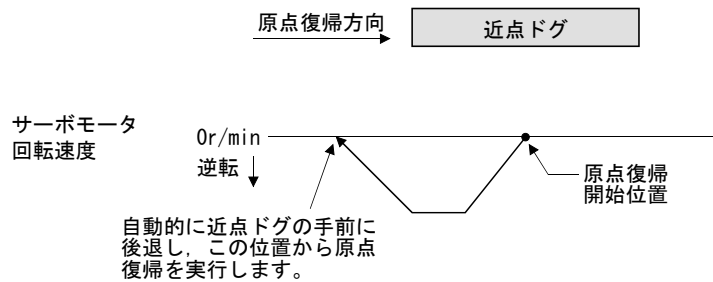 原点復帰方向
近点ドグ
サーボモータ
回転速度
0r/min
逆転
原点復帰
開始位置
自動的に近点ドグの手前に
後退し，この位置から原点
復帰を実行します。